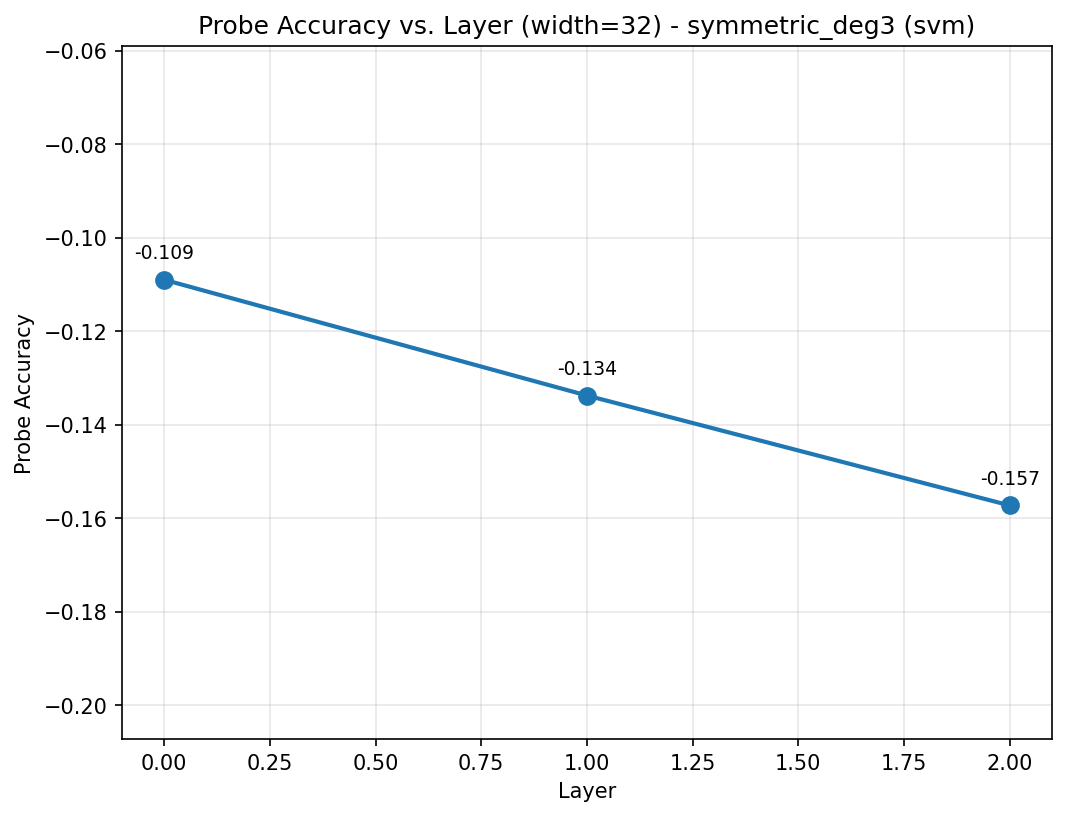 Probe Accuracy vs. Layer (width=32) - symmetric_deg3 (svm)
Probe Accuracy
−0.06
−0.08
−0.10
−0.12
−0.14
−0.16
−0.18
−0.20
-0.109
-0.134
-0.157
0.00 0.25 0.50 0.75 1.00 1.25 1.50 1.75 2.00
Layer